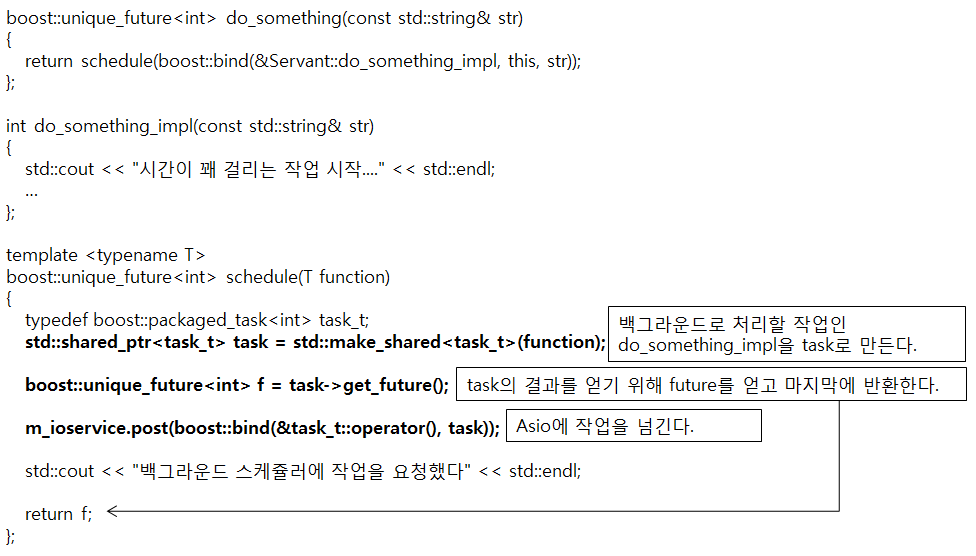 boost::unique_future<int> do_something(const std::string& str)
{
return schedule(boost::bind(&Servant::do_something_impl, this, str));
};
int do_something_impl(const std::string& str)
{
std::cout << "시간이 꽤 걸리는 작업 시작...." << std::endl;
...
};
template <typename T>
boost::unique_future<int> schedule(T function)
{
typedef boost::packaged_task<int> task_t;
std::shared_ptr<task_t> task = std::make_shared<task_t>(function);
백그라운드로 처리할 작업인
do_something_impl을 task로 만든다.
boost::unique_future<int> f = task->get_future();
task의 결과를 얻기 위해 future를 얻고 마지막에 반환한다.
m_ioservice.post(boost::bind(&task_t::operator(), task));
Asio에 작업을 넘긴다.
std::cout << "백그라운드 스케쥴러에 작업을 요청했다" << std::endl;
return f;
};